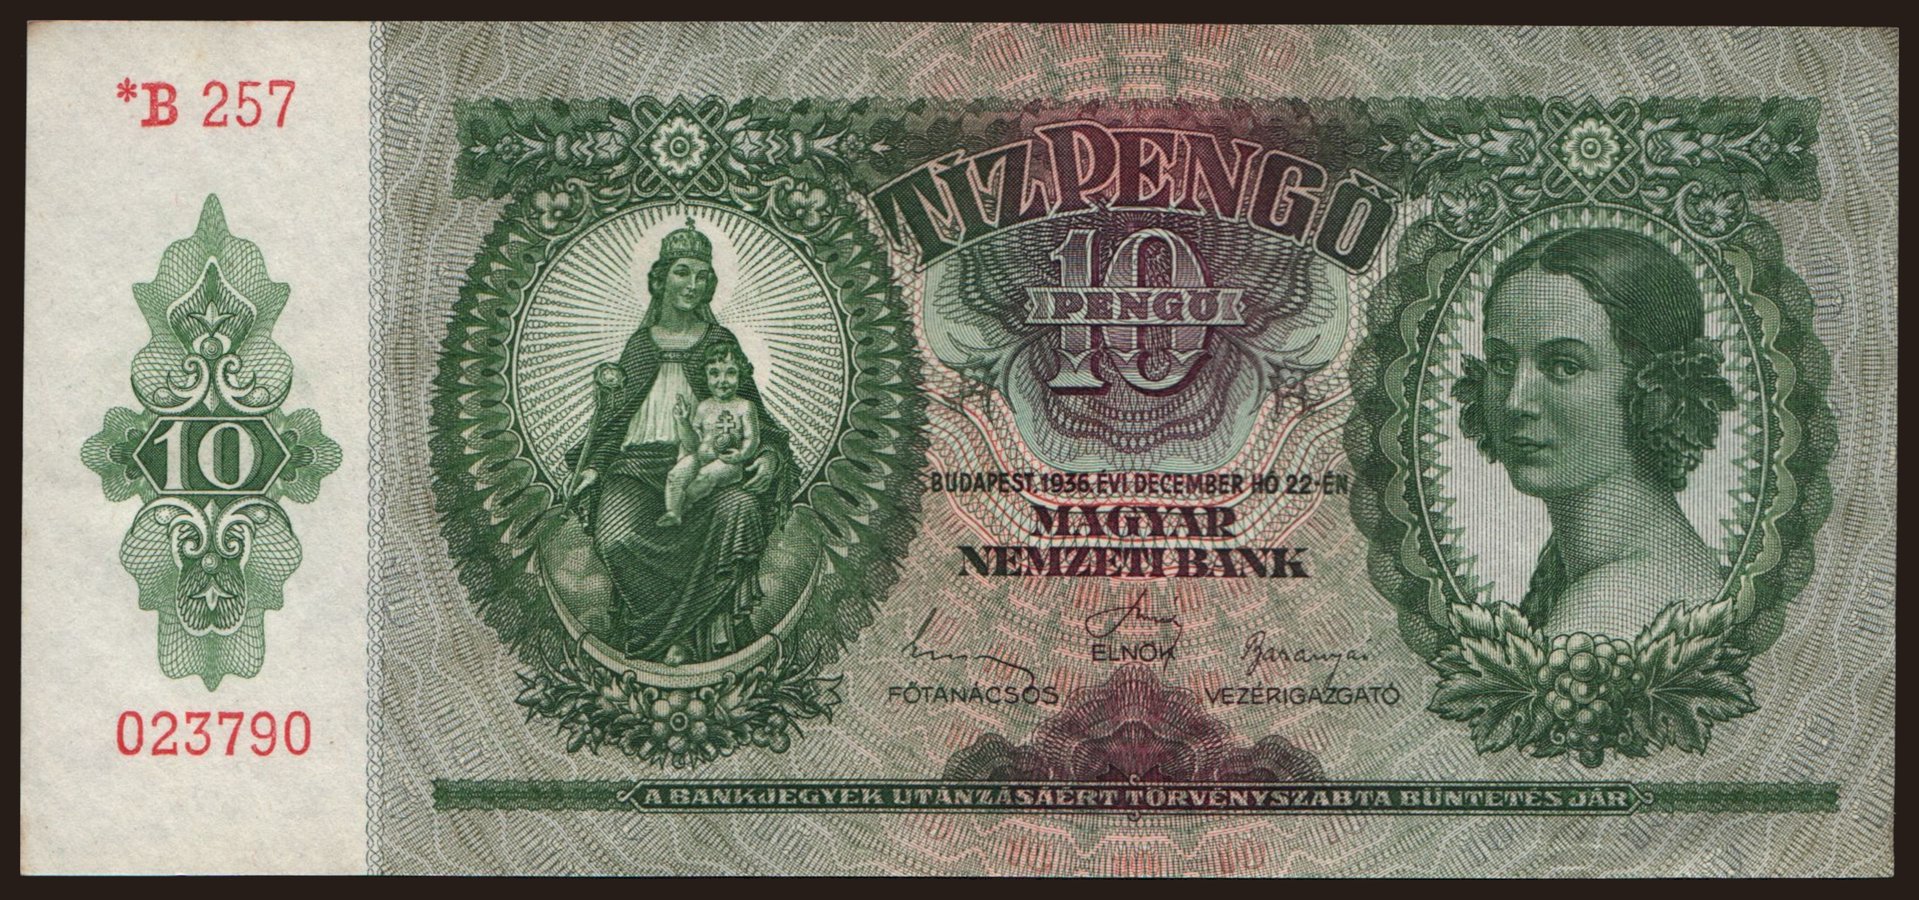 *B 257
TÍZ PENGŐ
10
PENGŐ
10
BUDAPEST, 1936. ÉVI DECEMBER HÓ 22-ÉN
MAGYAR
NEMZETI BANK
ELNÖK
Baranyai
FŐTANÁCSOS
VEZÉRIGAZGATÓ
023790
A BANKJEGYEK UTÁNZÁSÁÉRT TÖRVÉNYSZABTA BÜNTETÉS JÁR